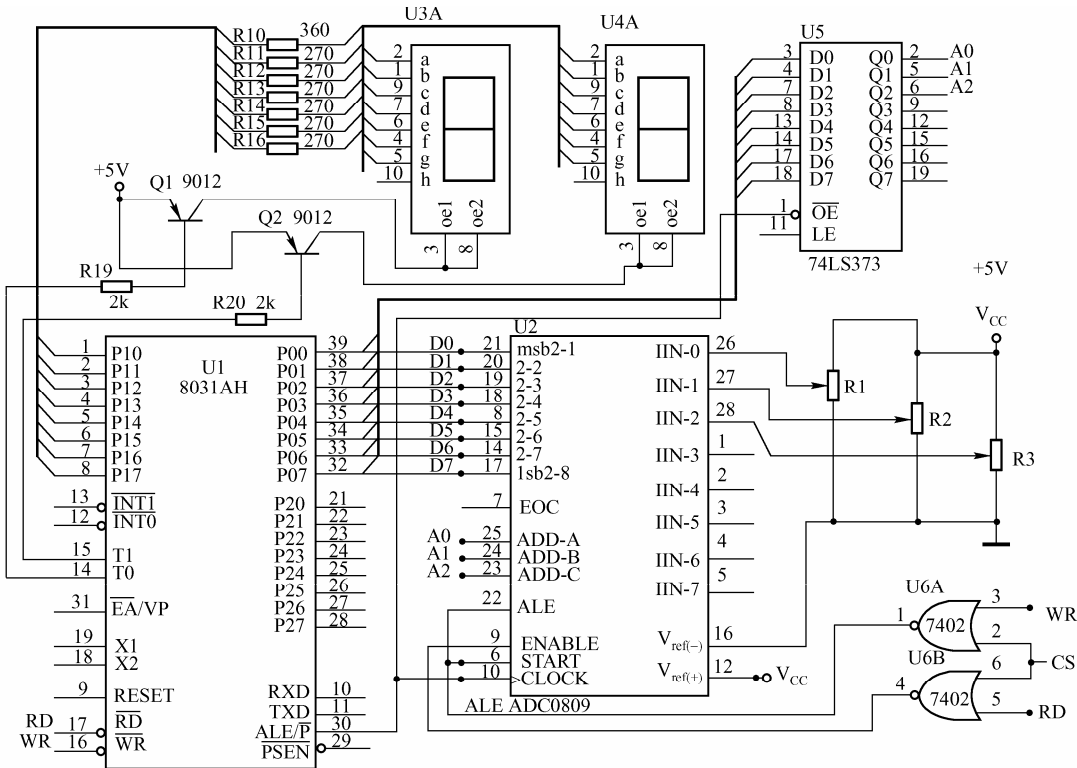 U3A
U4A
U5
R10 360
R11 270
R12 270
R13 270
R14 270
R15 270
R16 270
2 a
1 b
9 c
7 d
6 e
4 f
5 g
10 h
oe1 oe2
3 8
2 a
1 b
9 c
7 d
6 e
4 f
5 g
10 h
oe1 oe2
3 8
3 D0 Q0 2 A0
4 D1 Q1 5 A1
7 D2 Q2 6 A2
8 D3 Q3 9
13 D4 Q4 12
14 D5 Q5 15
17 D6 Q6 16
18 D7 Q7 19
1 OE
11 LE
74LS373
+5V
Q1 9012
Q2 9012
R19
2k
R20 2k
+5V
VCC
U1
8031AH
1 P10
2 P11
3 P12
4 P13
5 P14
6 P15
7 P16
8 P17
13 INT1
12 INT0
15 T1
14 T0
31 EA/VP
19 X1
18 X2
9 RESET
RD 17 RD
WR 16 WR
P00 39
P01 38
P02 37
P03 36
P04 35
P05 34
P06 33
P07 32
P20 21
P21 22
P22 23
P23 24
P24 25
P25 26
P26 27
P27 28
RXD 10
TXD 11
ALE/P 30
PSEN 29
U2
D0 21 msb2-1
D1 20 2-2
D2 19 2-3
D3 18 2-4
D4 8 2-5
D5 15 2-6
D6 14 2-7
D7 17 1sb2-8
7 EOC
A0 25 ADD-A
A1 24 ADD-B
A2 23 ADD-C
22 ALE
9 ENABLE
6 START
10 CLOCK
IIN-0 26
IIN-1 27
IIN-2 28
IIN-3 1
IIN-4 2
IIN-5 3
IIN-6 4
IIN-7 5
Vref(-) 16
Vref(+) 12 VCC
ALE ADC0809
R1
R2
R3
U6A
1 7402 3 WR
2
CS
U6B
4 7402 6
5 RD